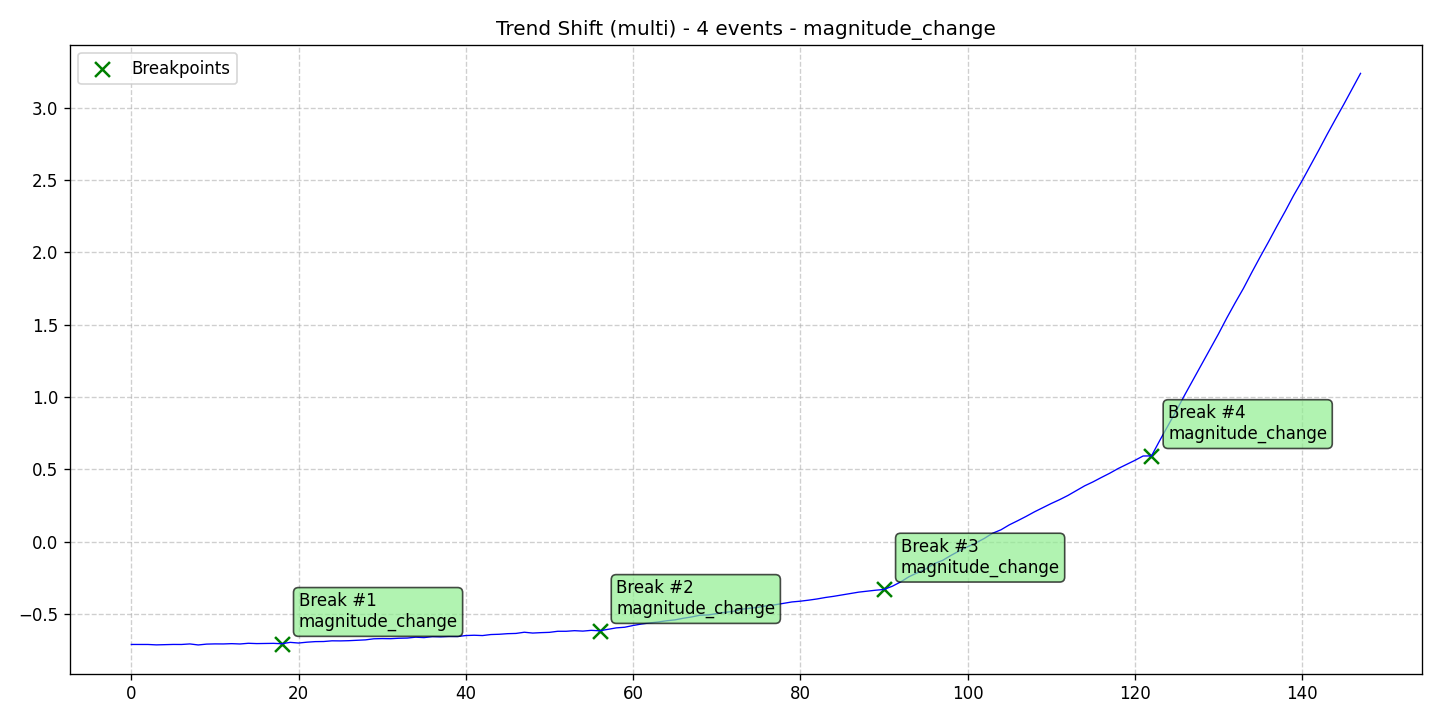 Trend Shift (multi) - 4 events - magnitude_change
Breakpoints
3.0
2.5
2.0
1.5
1.0
0.5
0.0
−0.5
Break #4
magnitude_change
Break #3
magnitude_change
Break #2
magnitude_change
Break #1
magnitude_change
0
20
40
60
80
100
120
140